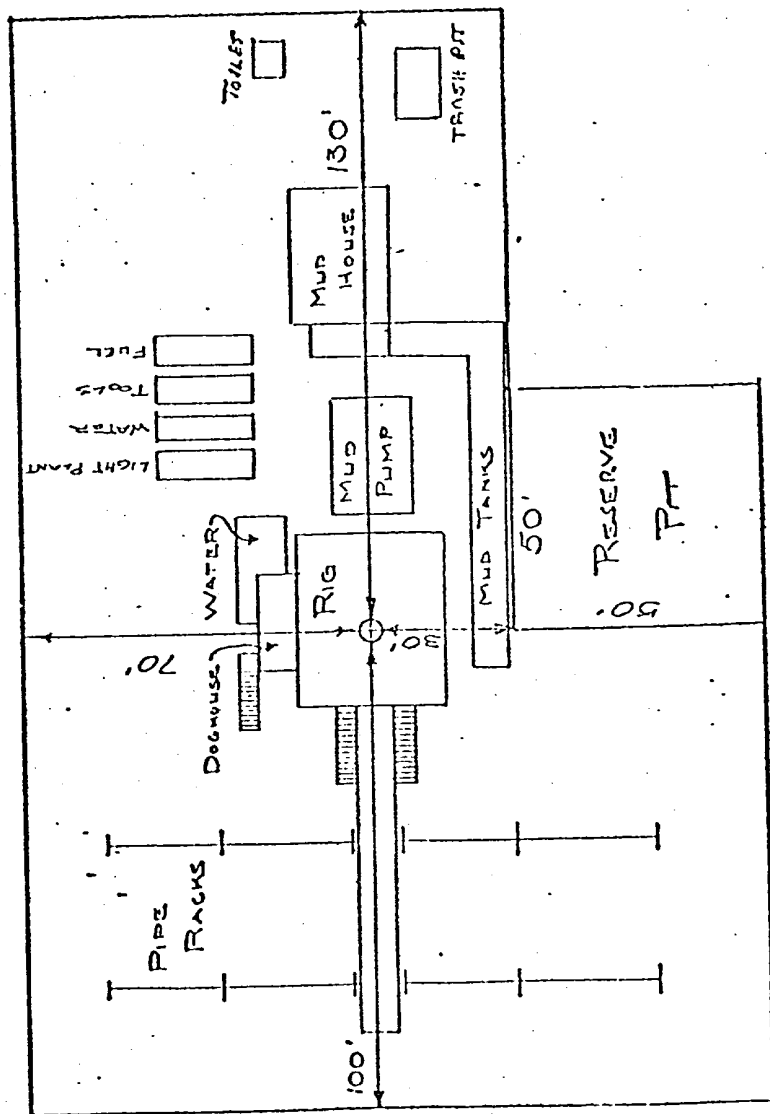 TOILET
TRASH PIT
130'
MUD
HOUSE
FUEL
TOOLS
WATER
LIGHT PLANT
MUD
PUMP
WATER
DOGHOUSE
RIG
MUD TANKS
50'
RESERVE
PIT
50'
70'
30'
PIPE
RACKS
100'